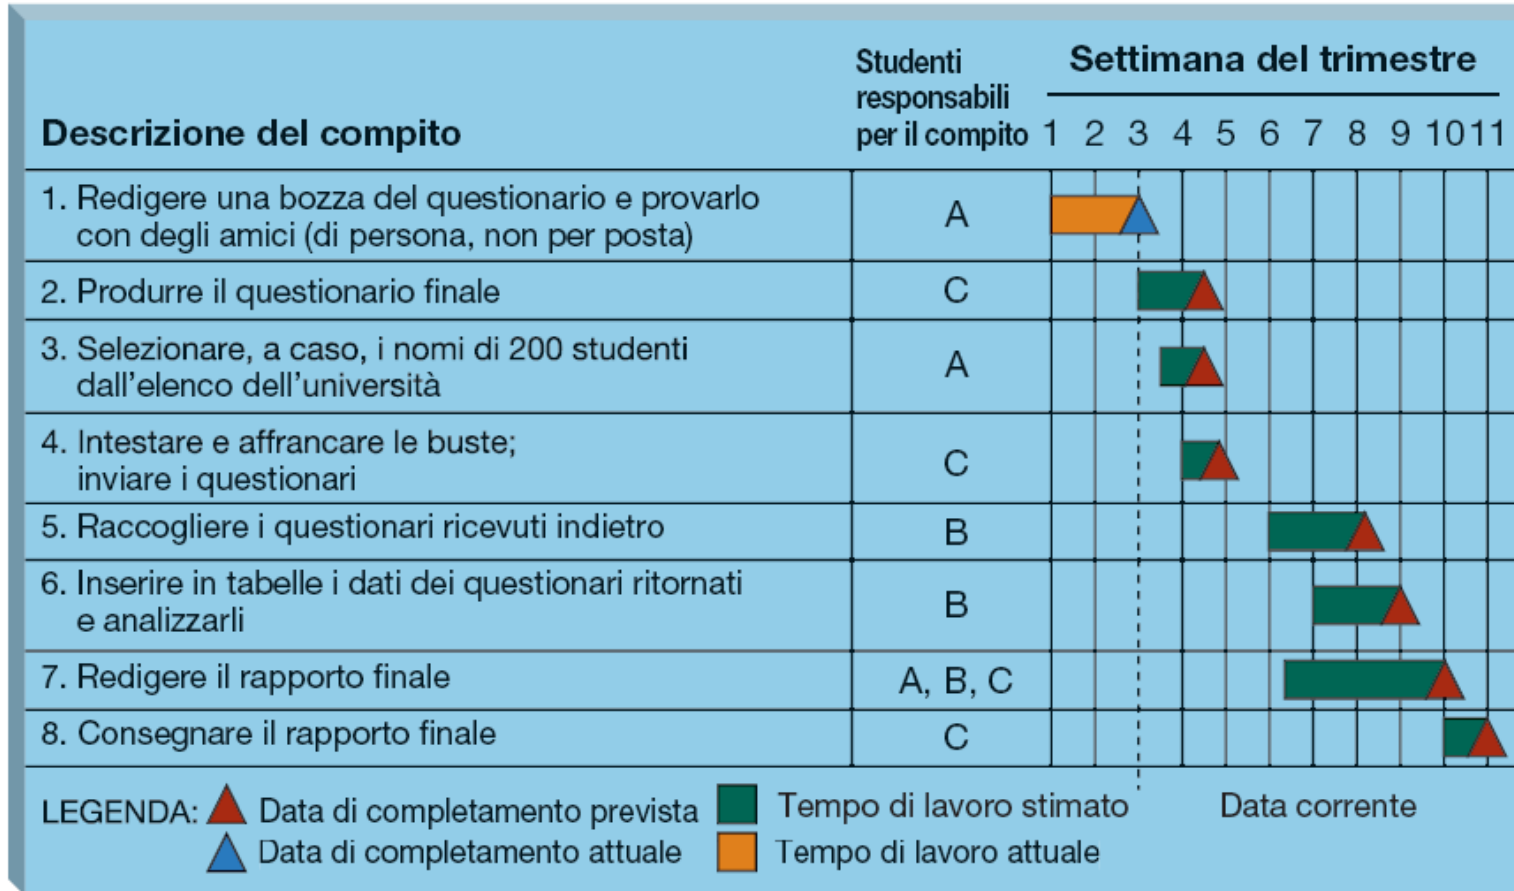 Studenti
responsabili
per il compito
Settimana del trimestre
Descrizione del compito
1 2 3 4 5 6 7 8 9 10 11
1. Redigere una bozza del questionario e provarlo
con degli amici (di persona, non per posta)
A
2. Produrre il questionario finale
C
3. Selezionare, a caso, i nomi di 200 studenti
dall'elenco dell'università
A
4. Intestare e affrancare le buste;
inviare i questionari
C
5. Raccogliere i questionari ricevuti indietro
B
6. Inserire in tabelle i dati dei questionari ritornati
e analizzarli
B
7. Redigere il rapporto finale
A, B, C
8. Consegnare il rapporto finale
C
LEGENDA:
Data di completamento prevista
Tempo di lavoro stimato
Data corrente
Data di completamento attuale
Tempo di lavoro attuale